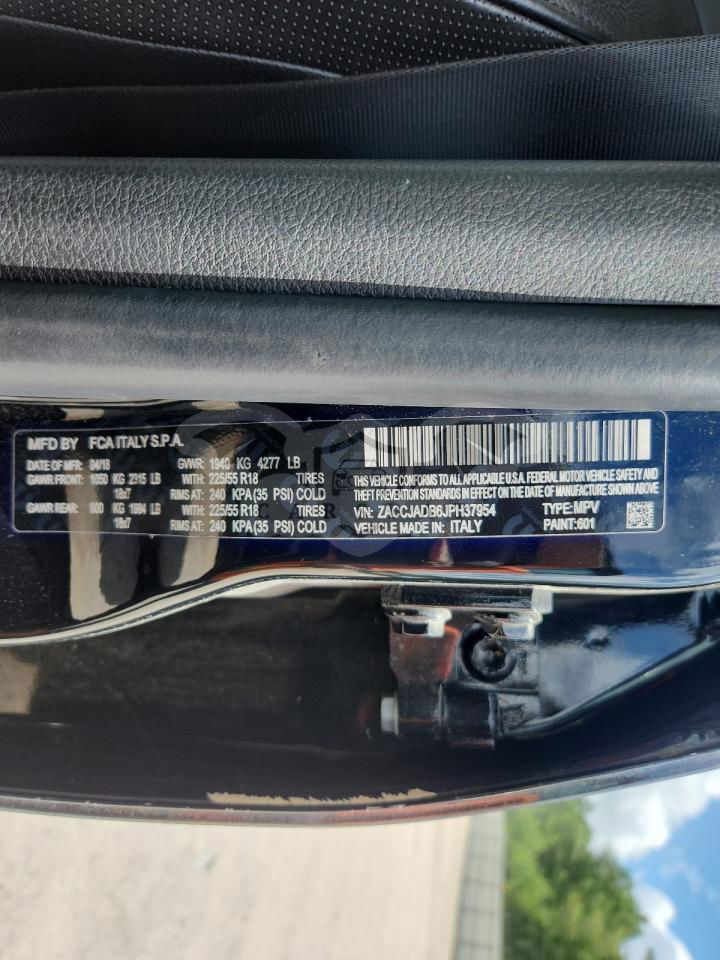 MFD BY FCA ITALY S.P.A.
DATE OF MFR: 04/18 GVWR: 1940 KG 4277 LB
GAWR FRONT: 1050 KG 2315 LB WITH: 225/55 R18 TIRES
18x7 RIMS AT: 240 KPA(35 PSI) COLD
GAWR REAR: 900 KG 1984 LB WITH: 225/55 R18 TIRES
18x7 RIMS AT: 240 KPA(35 PSI) COLD
THIS VEHICLE CONFORMS TO ALL APPLICABLE U.S.A. FEDERAL MOTOR VEHICLE SAFETY AND
THEFT PREVENTION STANDARDS IN EFFECT ON THE DATE OF MANUFACTURE SHOWN ABOVE.
VIN: ZACCJADB6JPH37954 TYPE: MPV
VEHICLE MADE IN: ITALY PAINT: 601